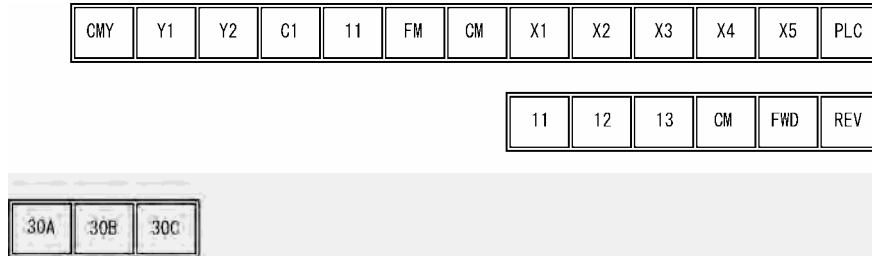 CMY Y1 Y2 C1 11 FM CM X1 X2 X3 X4 X5 PLC
11 12 13 CM FWD REV
30A 30B 30C